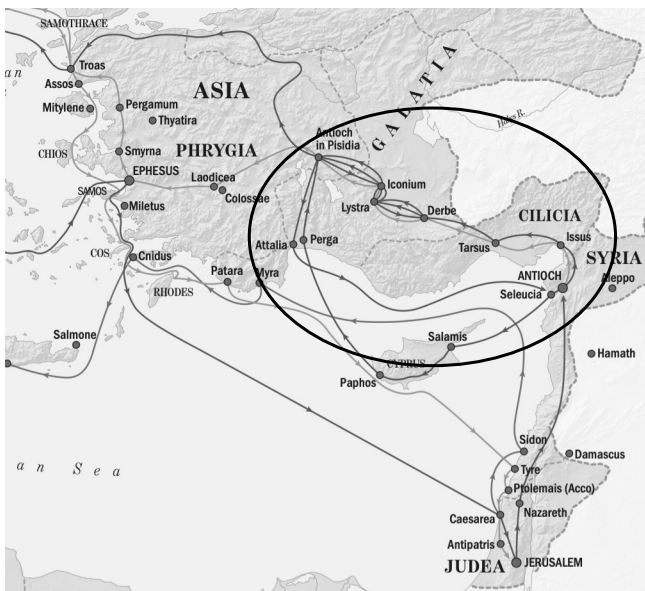 SAMOTHRACE
an
Troas
Assos
Mitylene
Pergamum
Thyatira
ASIA
GALATIA
Halys R.
CHIOS
Smyrna
PHRYGIA
Antioch
in Pisidia
EPHESUS
SAMOS
Laodicea
Colossae
Iconium
Lystra
Derbe
CILICIA
Miletus
Attalia
Perga
Tarsus
Issus
SYRIA
COS
Cnidus
Patara
Myra
RHODES
ANTIOCH
Seleucia
Aleppo
Salmone
Salamis
CYPRUS
Paphos
Hamath
an Sea
Sidon
Damascus
Tyre
Ptolemais (Acco)
Caesarea
Nazareth
Antipatris
JUDEA
JERUSALEM